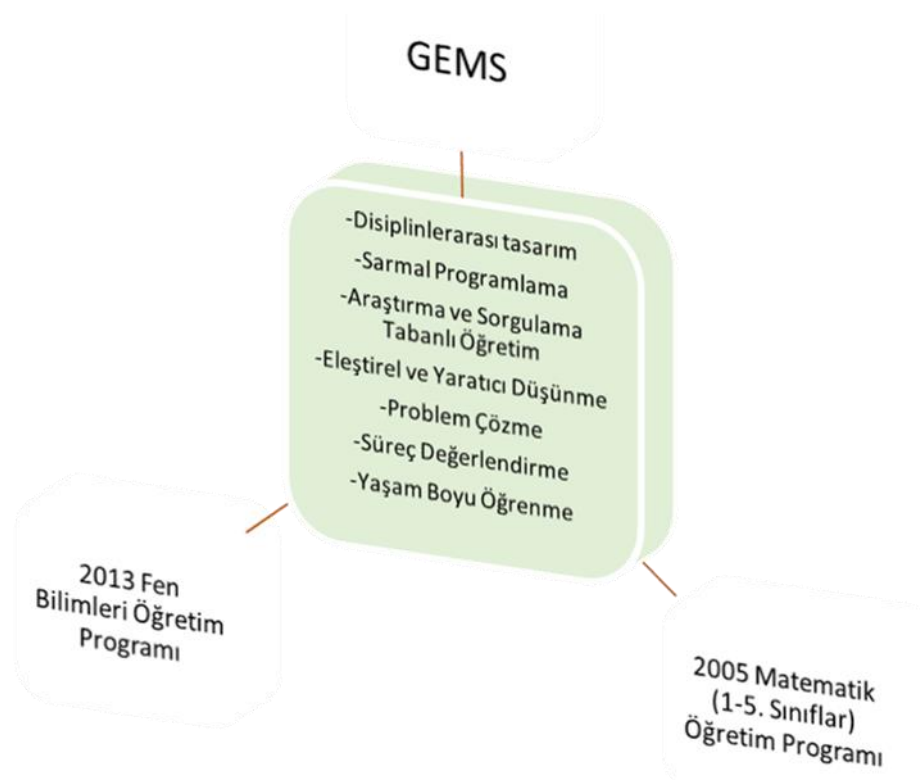 GEMS
-Disiplinlerarası tasarım
-Sarmal Programlama
-Araştırma ve Sorgulama
Tabanlı Öğretim
-Eleştirel ve Yaratıcı Düşünme
-Problem Çözme
-Süreç Değerlendirme
-Yaşam Boyu Öğrenme
2013 Fen
Bilimleri Öğretim
Programı
2005 Matematik
(1-5. Sınıflar)
Öğretim Programı